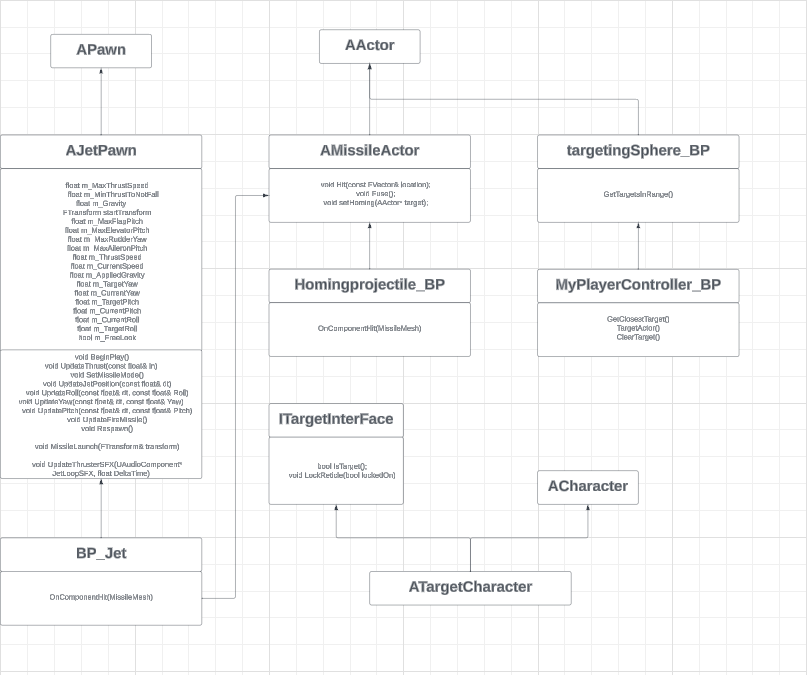 APawn
AActor
AJetPawn
float m_MaxThrustSpeed
float m_MinThrustToNotFall
float m_Gravity
FTransform startTransform
float m_MaxFlapPitch
float m_MaxElevatorPitch
float m_MaxRudderYaw
float m_MaxAileronPitch
float m_ThrustSpeed
float m_CurrentSpeed
float m_AppliedGravity
float m_TargetYaw
float m_CurrentYaw
float m_TargetPitch
float m_CurrentPitch
float m_CurrentRoll
float m_TargetRoll
bool m_FreeLook
void BeginPlay()
void UpdateThrust(const float& in)
void SetMissileMode()
void UpdateJetPosition(const float& dt)
void UpdateRoll(const float& dt, const float& Roll)
void UpdateYaw(const float& dt, const float& Yaw)
void UpdatePitch(const float& dt, const float& Pitch)
void UpdateFireMissile()
void Respawn()
void MissileLaunch(FTransform& transform)
void UpdateThrusterSFX(UAudioComponent*
JetLoopSFX, float DeltaTime)
BP_Jet
OnComponentHit(MissileMesh)
AMissileActor
void Hit(const FVector& location);
void Fuse();
void setHoming(AActor* target);
Homingprojectile_BP
OnComponentHit(MissileMesh)
targetingSphere_BP
GetTargetsInRange()
MyPlayerController_BP
GetClosestTarget()
TargetActor()
ClearTarget()
ITargetInterFace
bool IsTarget();
void LockReticle(bool lockedOn)
ACharacter
ATargetCharacter